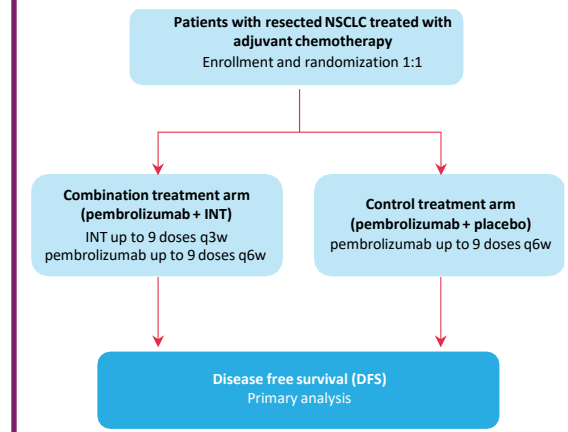 Patients with resected NSCLC treated with
adjuvant chemotherapy
Enrollment and randomization 1:1
Combination treatment arm
(pembrolizumab + INT)
INT up to 9 doses q3w
pembrolizumab up to 9 doses q6w
Control treatment arm
(pembrolizumab + placebo)
pembrolizumab up to 9 doses q6w
Disease free survival (DFS)
Primary analysis